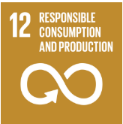 12 RESPONSIBLE
CONSUMPTION
AND PRODUCTION